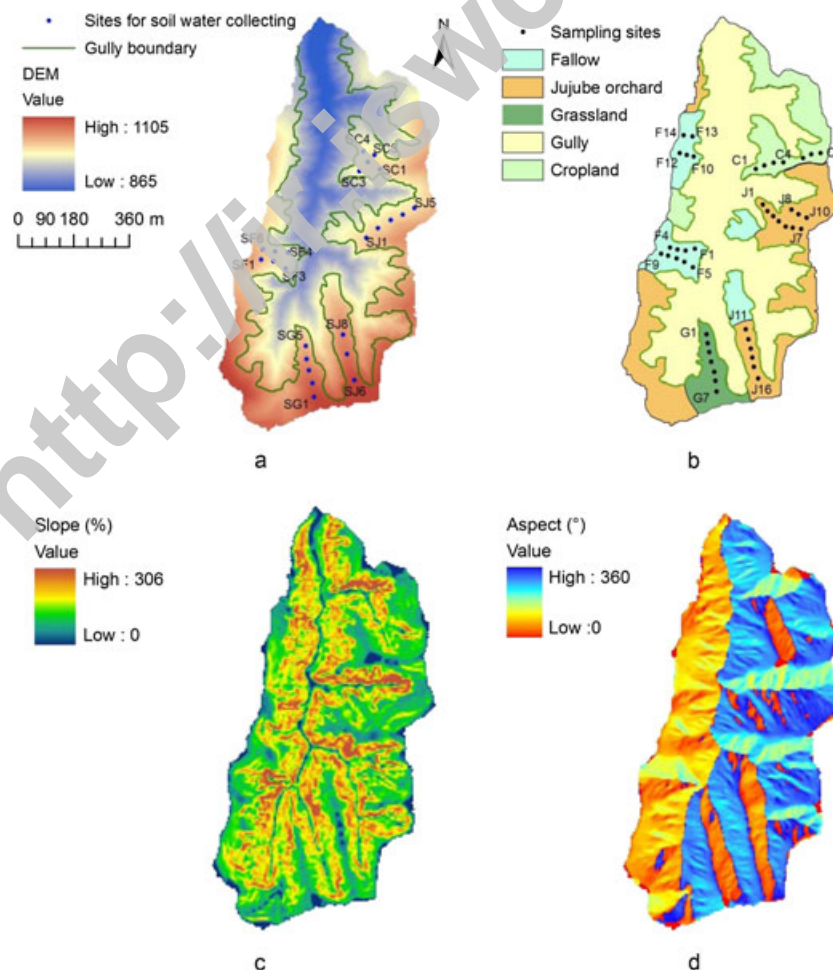 Sites for soil water collecting
Gully boundary
DEM
Value
High : 1105
Low : 865
0 90 180 360 m
N
SC4
SC1
SC3
SJ5
SJ1
SF1
SG5
SJ8
SG1
SJ6
a
Sampling sites
Fallow
Jujube orchard
Grassland
Gully
Cropland
F14
F13
F12
F10
C1
C4
J1
J8
J10
J7
F4
F1
F9
F5
J11
G1
G7
J16
b
Slope (%)
Value
High : 306
Low : 0
c
Aspect (°)
Value
High : 360
Low :0
d